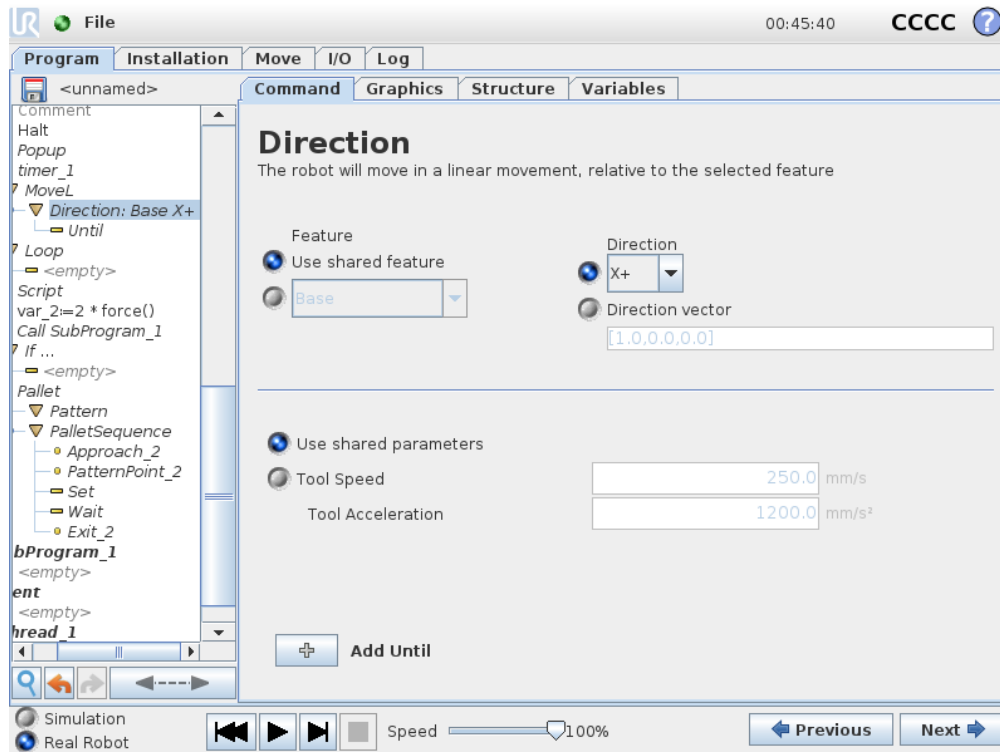 UR File 00:45:40 CCCC ?
Program Installation Move I/O Log
<unnamed>
Command Graphics Structure Variables
Comment
Halt
Popup
timer_1
MoveL
Direction: Base X+
Until
Loop
<empty>
Script
var_2:=2 * force()
Call SubProgram_1
If ...
<empty>
Pallet
Pattern
PalletSequence
Approach_2
PatternPoint_2
Set
Wait
Exit_2
bProgram_1
<empty>
ent
<empty>
hread_1
Direction
The robot will move in a linear movement, relative to the selected feature
Feature
Use shared feature
Base
Direction
X+
Direction vector
[1.0,0.0,0.0]
Use shared parameters
Tool Speed 250.0 mm/s
Tool Acceleration 1200.0 mm/s²
Add Until
Simulation
Real Robot
Speed 100%
Previous Next